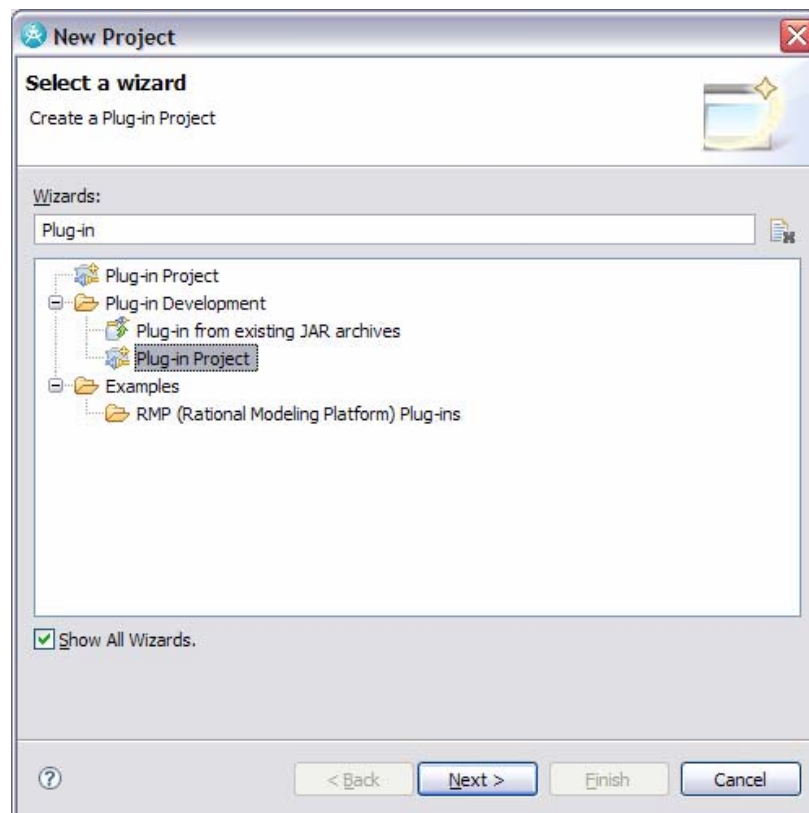 New Project
Select a wizard
Create a Plug-in Project
Wizards:
Plug-in
Plug-in Project
Plug-in Development
Plug-in from existing JAR archives
Plug-in Project
Examples
RMP (Rational Modeling Platform) Plug-ins
Show All Wizards.
? < Back Next > Finish Cancel